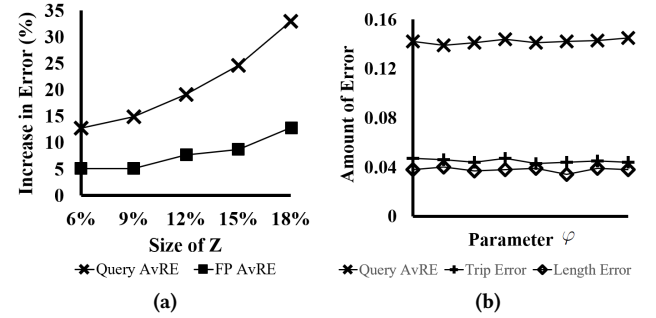 Increase in Error (%)
35
30
25
20
15
10
5
0
6% 9% 12% 15% 18%
Size of Z
Query AvRE FP AvRE
(a)
Amount of Error
0.16
0.12
0.08
0.04
0
Parameter φ
Query AvRE Trip Error Length Error
(b)